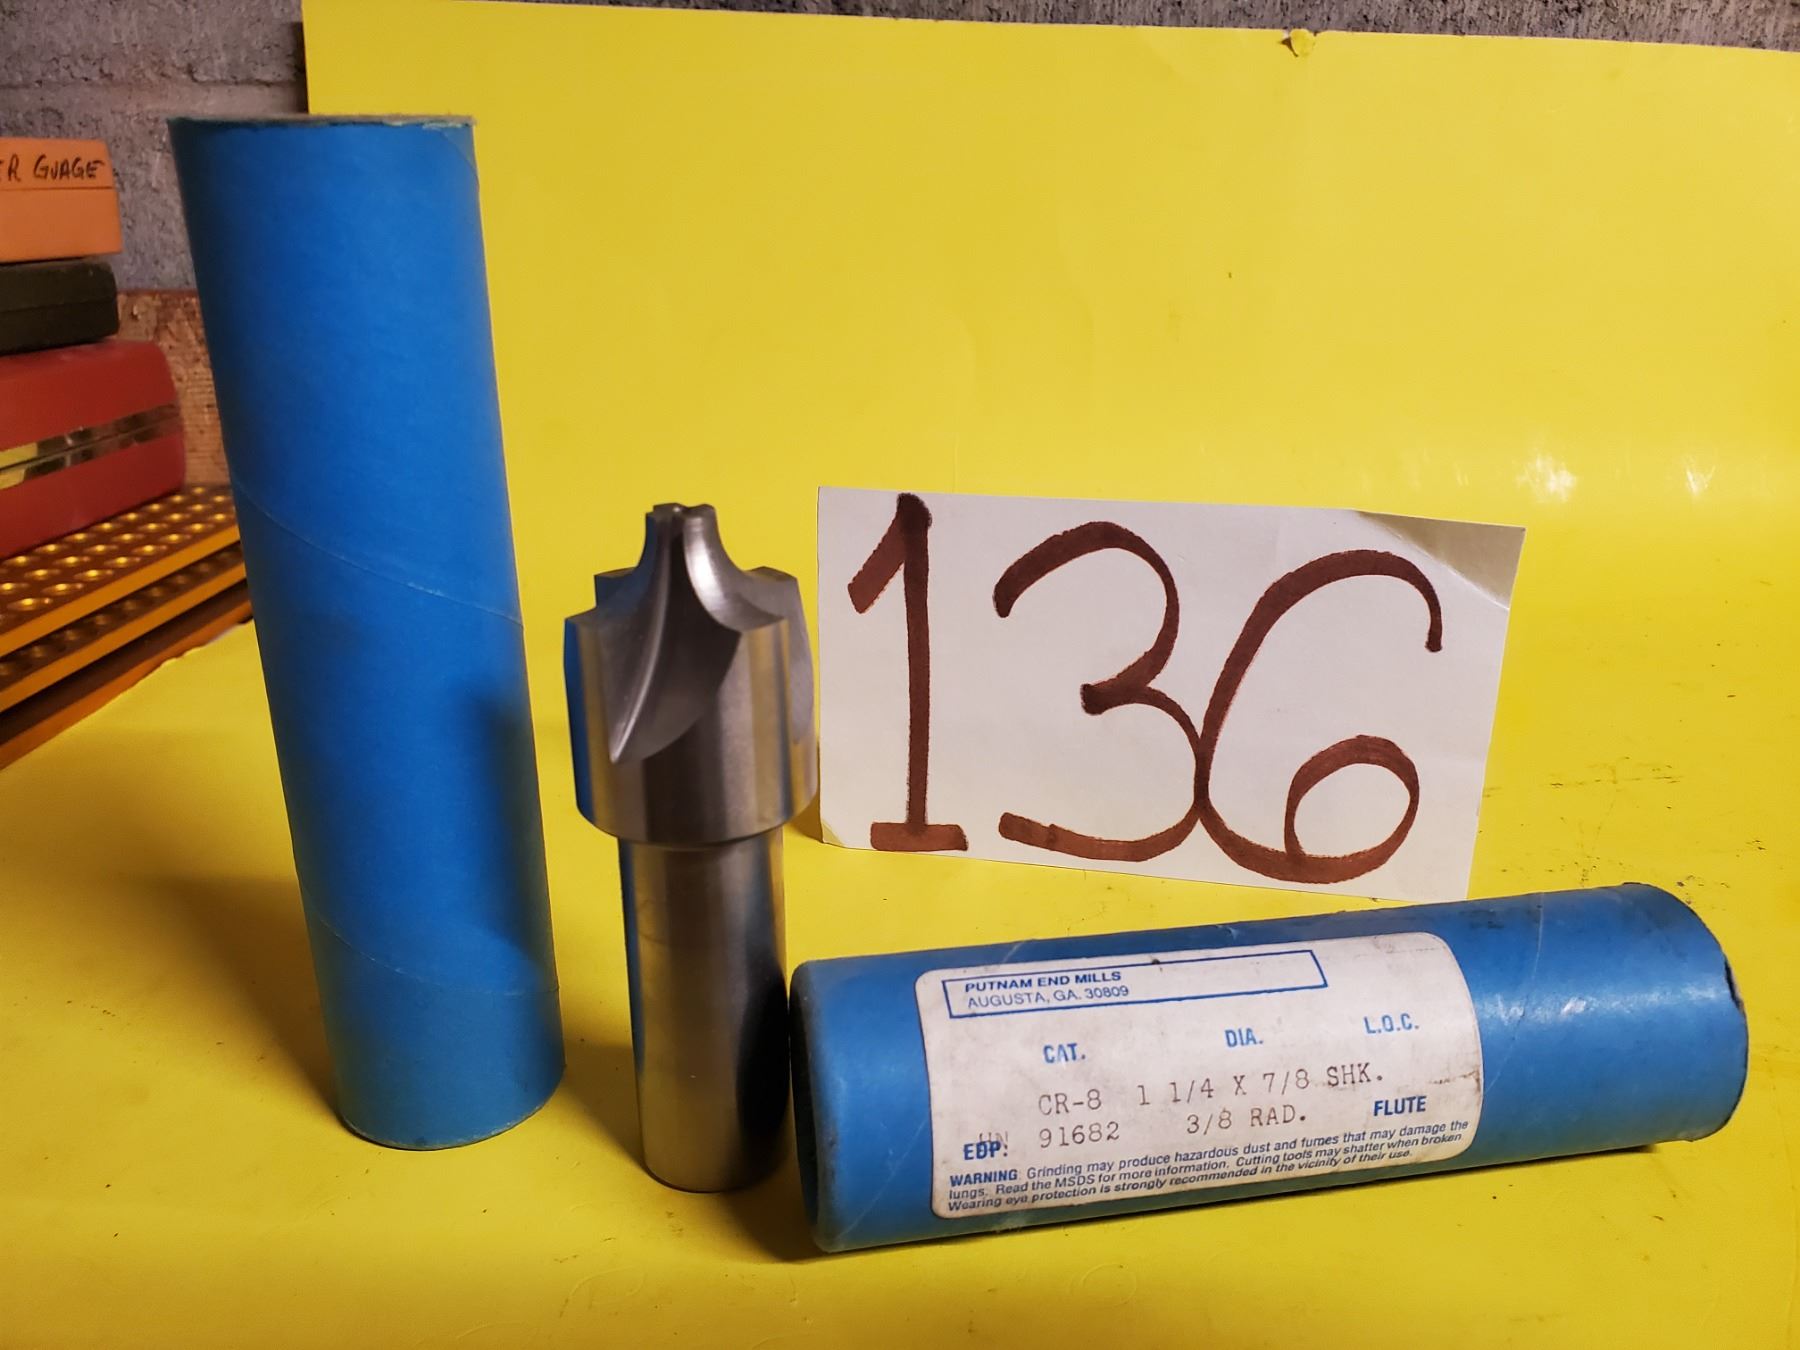 R GUAGE
136
PUTNAM END MILLS
AUGUSTA, GA. 30809
CAT. DIA. L.O.C.
CR-8 1 1/4 X 7/8 SHK.
EDP: 91682 3/8 RAD. FLUTE
WARNING Grinding may produce hazardous dust and fumes that may damage the
lungs. Read the MSDS for more information. Cutting tools may shatter when broken.
Wearing eye protection is strongly recommended in the vicinity of their use.